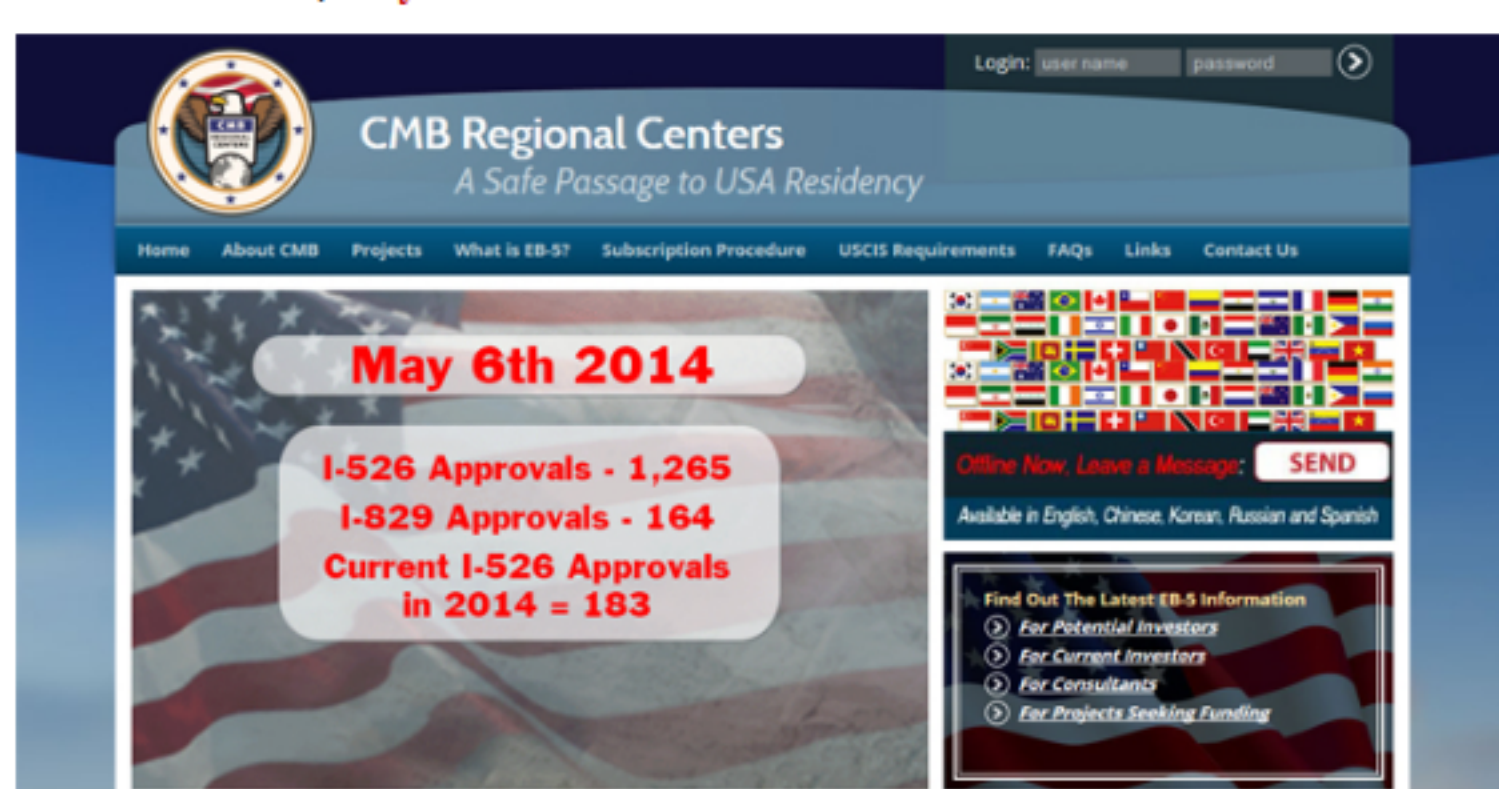 Login: user name password
CMB
REGIONAL
CENTERS
CMB Regional Centers
A Safe Passage to USA Residency
Home About CMB Projects What is EB-5? Subscription Procedure USCIS Requirements FAQs Links Contact Us
May 6th 2014
I-526 Approvals - 1,265
I-829 Approvals - 164
Current I-526 Approvals
in 2014 = 183
Offline Now, Leave a Message: SEND
Available in English, Chinese, Korean, Russian and Spanish
Find Out The Latest EB-5 Information
For Potential Investors
For Current Investors
For Consultants
For Projects Seeking Funding